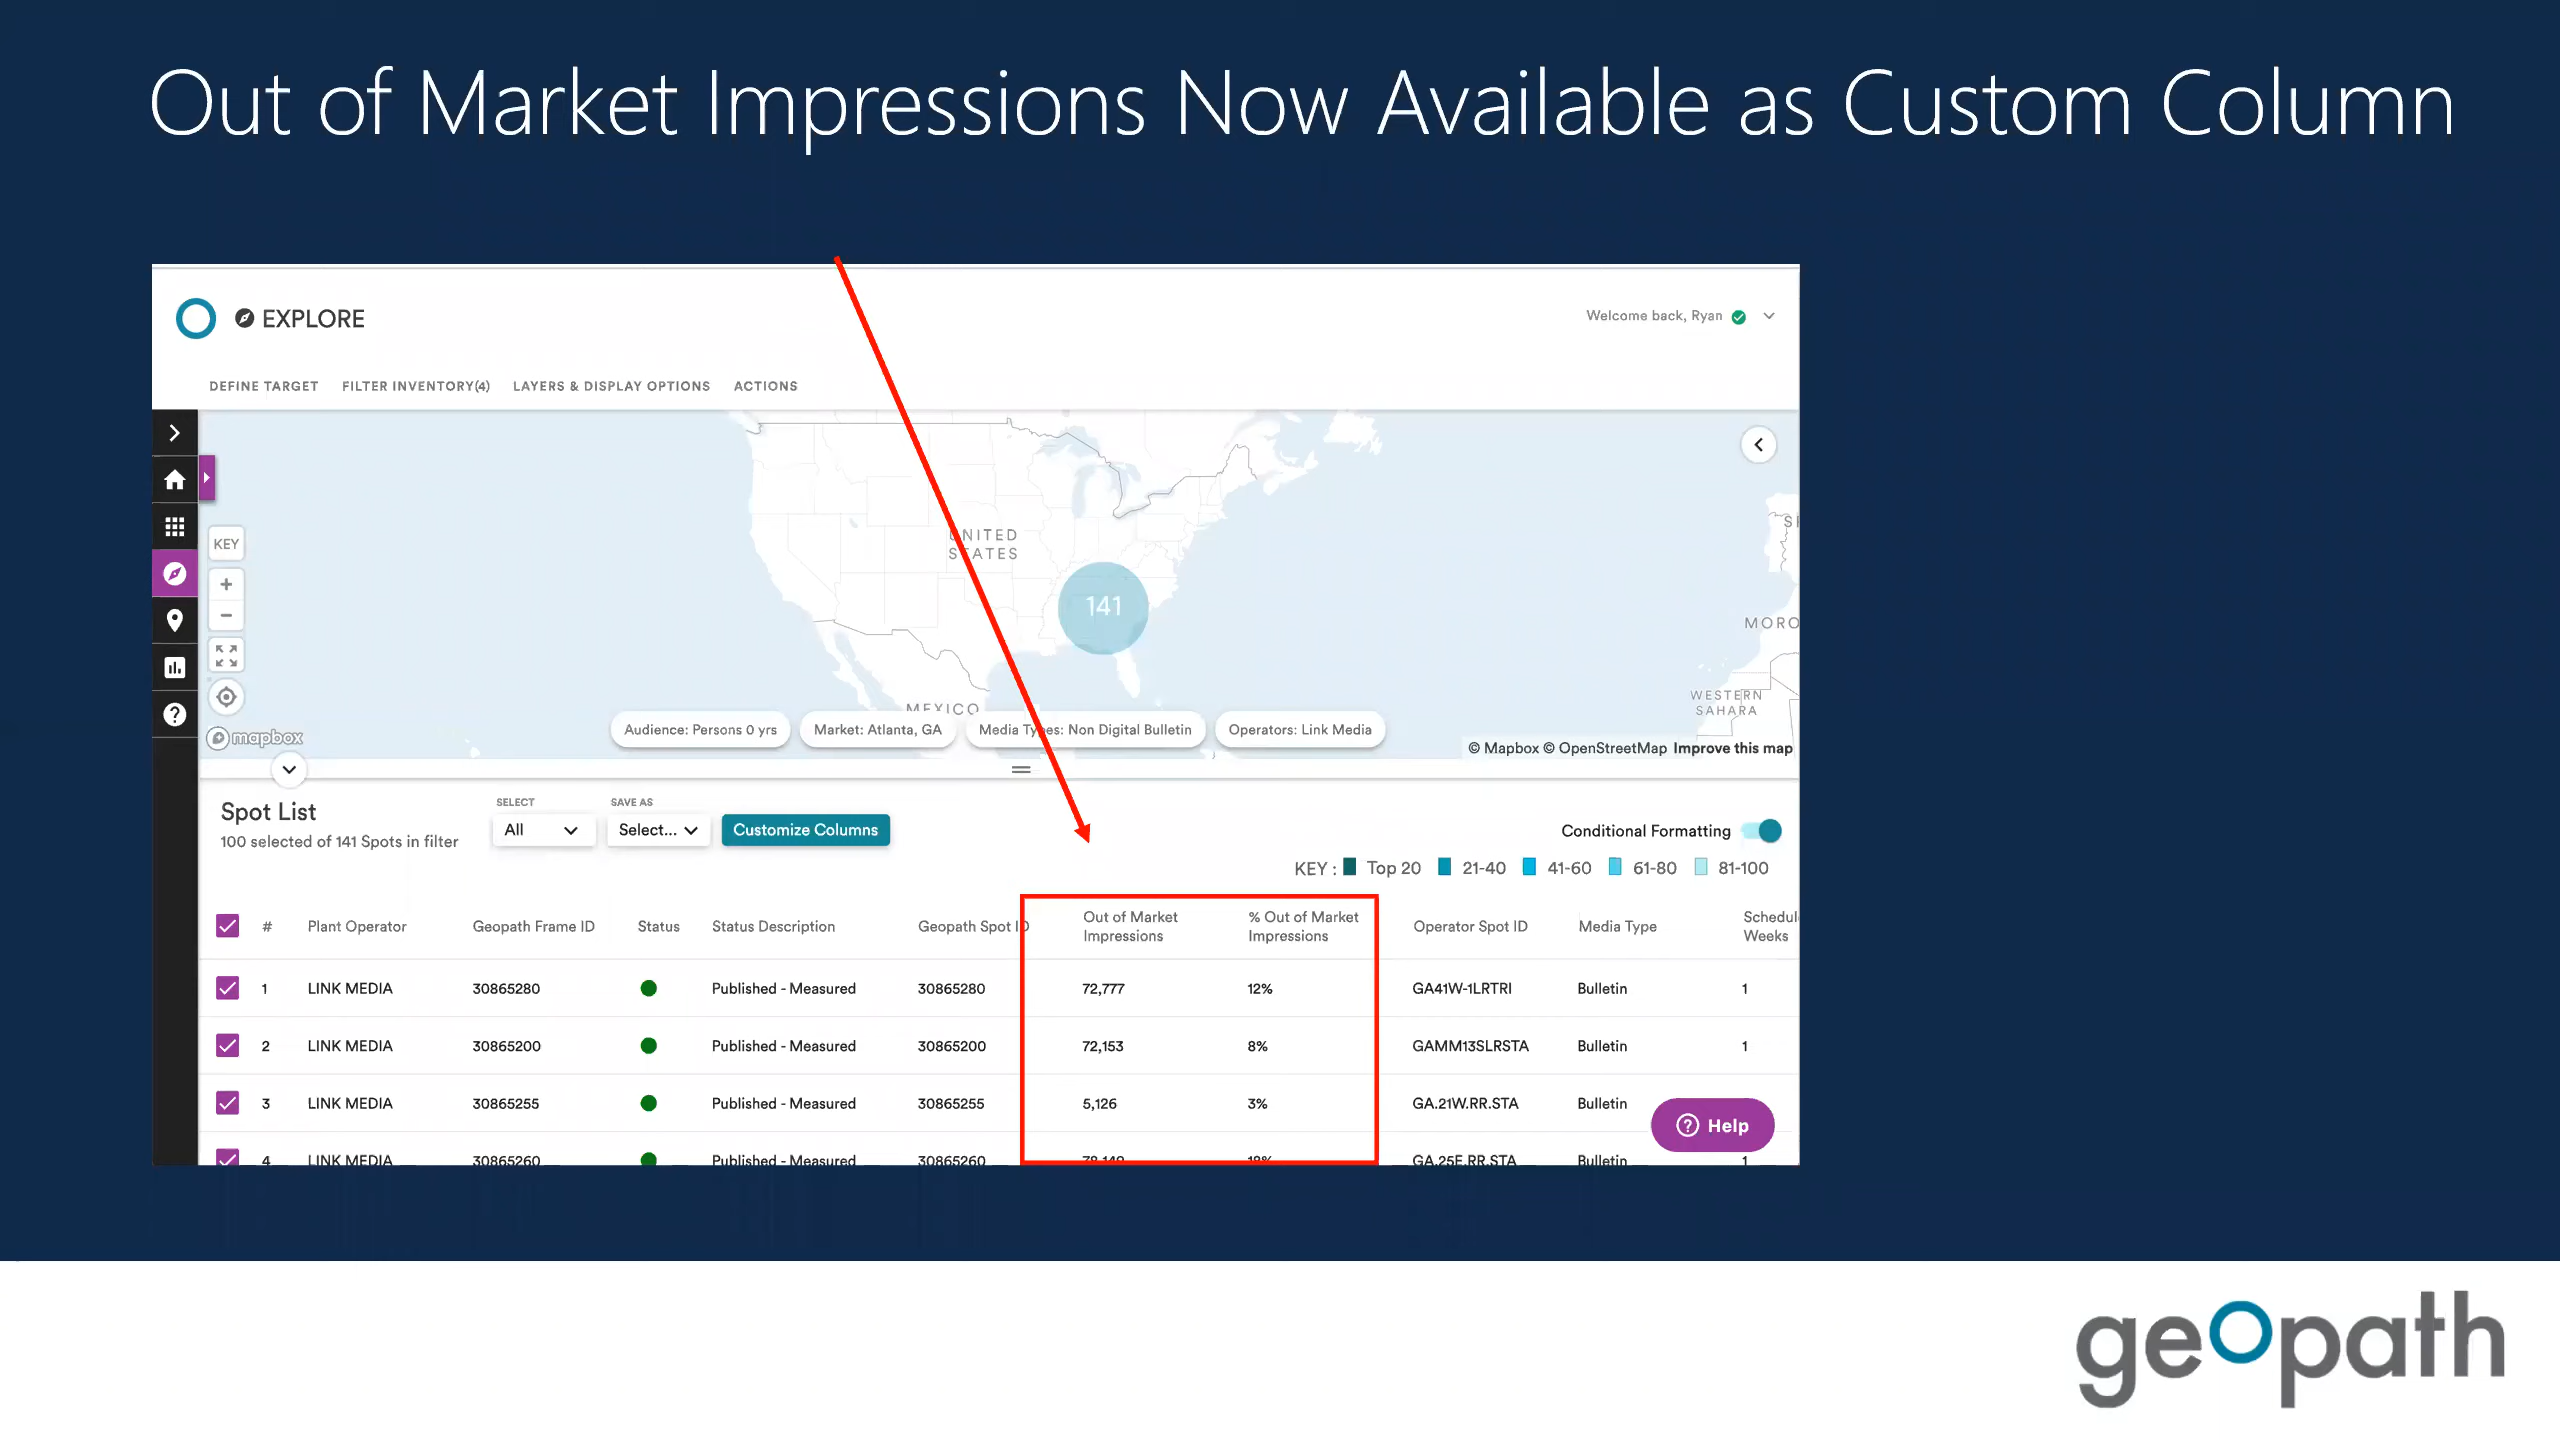 Out of Market Impressions Now Available as Custom Column
EXPLORE
Welcome back, Ryan
DEFINE TARGET FILTER INVENTORY(4) LAYERS & DISPLAY OPTIONS ACTIONS
KEY
UNITED
STATES
141
MORO
WESTERN
SAHARA
MEXICO
mapbox
Audience: Persons 0 yrs Market: Atlanta, GA Media Types: Non Digital Bulletin Operators: Link Media
© Mapbox © OpenStreetMap Improve this map
Spot List
100 selected of 141 Spots in filter
SELECT
All
SAVE AS
Select...
Customize Columns
Conditional Formatting
KEY : Top 20 21-40 41-60 61-80 81-100
# Plant Operator Geopath Frame ID Status Status Description Geopath Spot ID Out of Market Impressions % Out of Market Impressions Operator Spot ID Media Type Schedul Weeks
1 LINK MEDIA 30865280 Published - Measured 30865280 72,777 12% GA41W-1LRTRI Bulletin 1
2 LINK MEDIA 30865200 Published - Measured 30865200 72,153 8% GAMM13SLRSTA Bulletin 1
3 LINK MEDIA 30865255 Published - Measured 30865255 5,126 3% GA.21W.RR.STA Bulletin
4 LINK MEDIA 30865260 Published - Measured 30865260 GA.25E.RR.STA Bulletin 1
Help
geopath